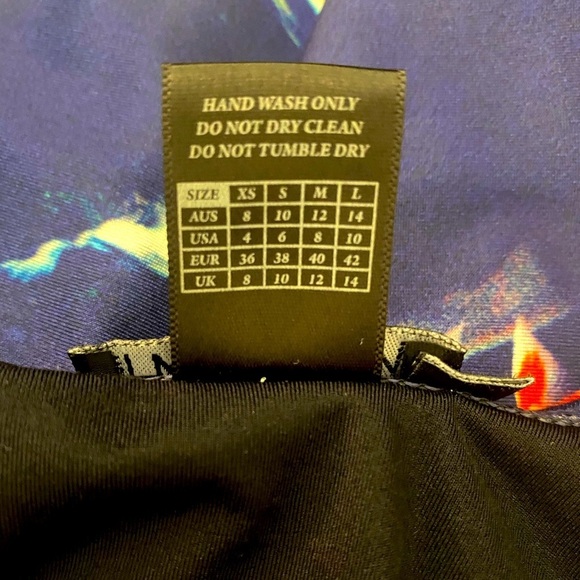 HAND WASH ONLY
DO NOT DRY CLEAN
DO NOT TUMBLE DRY
SIZE XS S M L
AUS 8 10 12 14
USA 4 6 8 10
EUR 36 38 40 42
UK 8 10 12 14